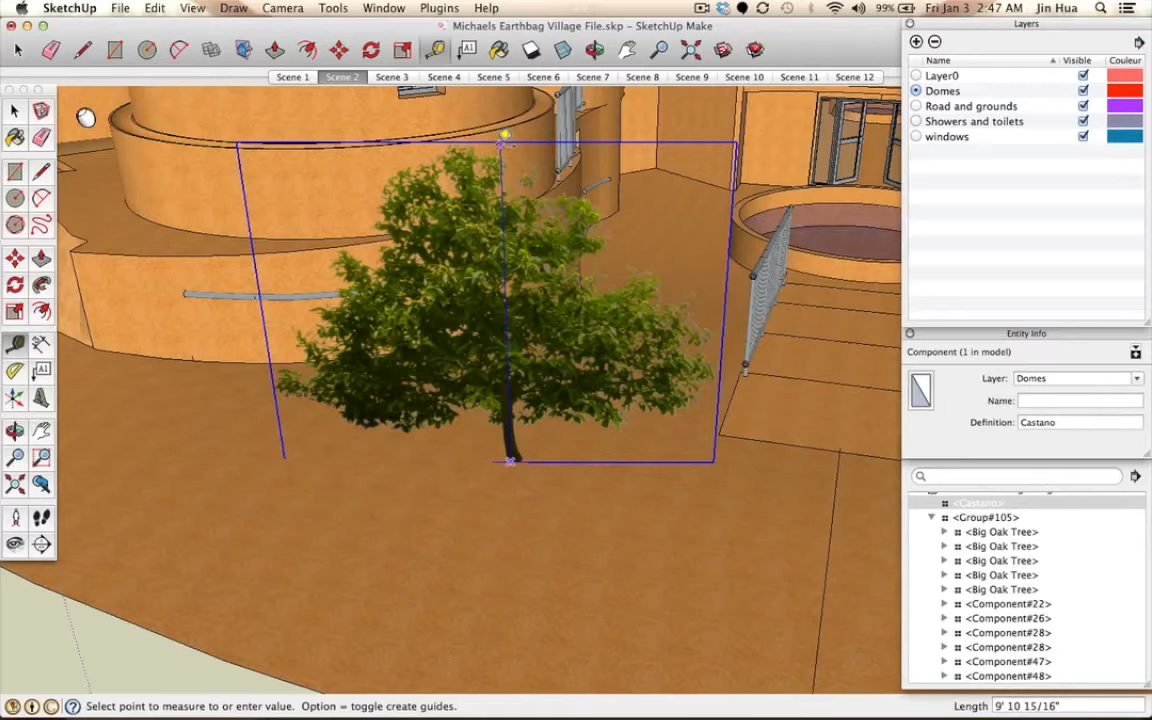 SketchUp File Edit View Draw Camera Tools Window Plugins Help 99% Fri Jan 3 2:47 AM Jin Hua
Michaels Earthbag Village File.skp - SketchUp Make
Layers
Scene 1 Scene 2 Scene 3 Scene 4 Scene 5 Scene 6 Scene 7 Scene 8 Scene 9 Scene 10 Scene 11 Scene 12
Name Visible Couleur
Layer0
Domes
Road and grounds
Showers and toilets
windows
Entity Info
Component (1 in model)
Layer: Domes
Name:
Definition: Castano
<Castano>
<Group#105>
<Big Oak Tree>
<Big Oak Tree>
<Big Oak Tree>
<Big Oak Tree>
<Big Oak Tree>
<Component#22>
<Component#26>
<Component#28>
<Component#28>
<Component#47>
<Component#48>
Select point to measure or to enter value. Option = toggle create guides. Length 9' 10 15/16"